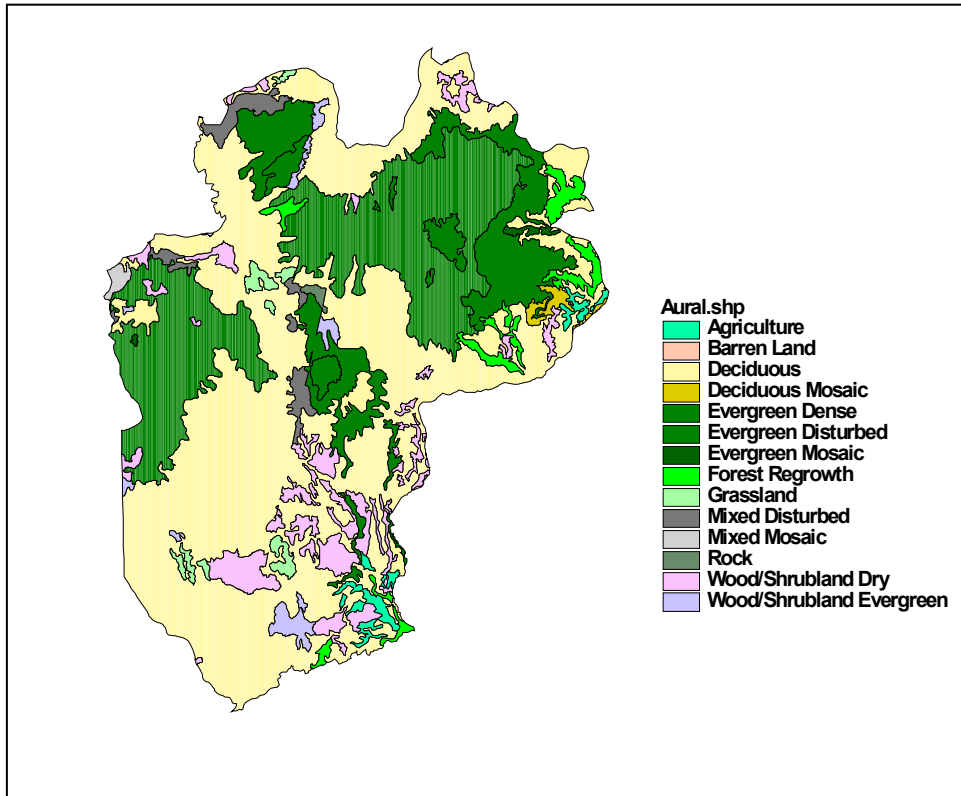 Aural.shp
Agriculture
Barren Land
Deciduous
Deciduous Mosaic
Evergreen Dense
Evergreen Disturbed
Evergreen Mosaic
Forest Regrowth
Grassland
Mixed Disturbed
Mixed Mosaic
Rock
Wood/Shrubland Dry
Wood/Shrubland Evergreen